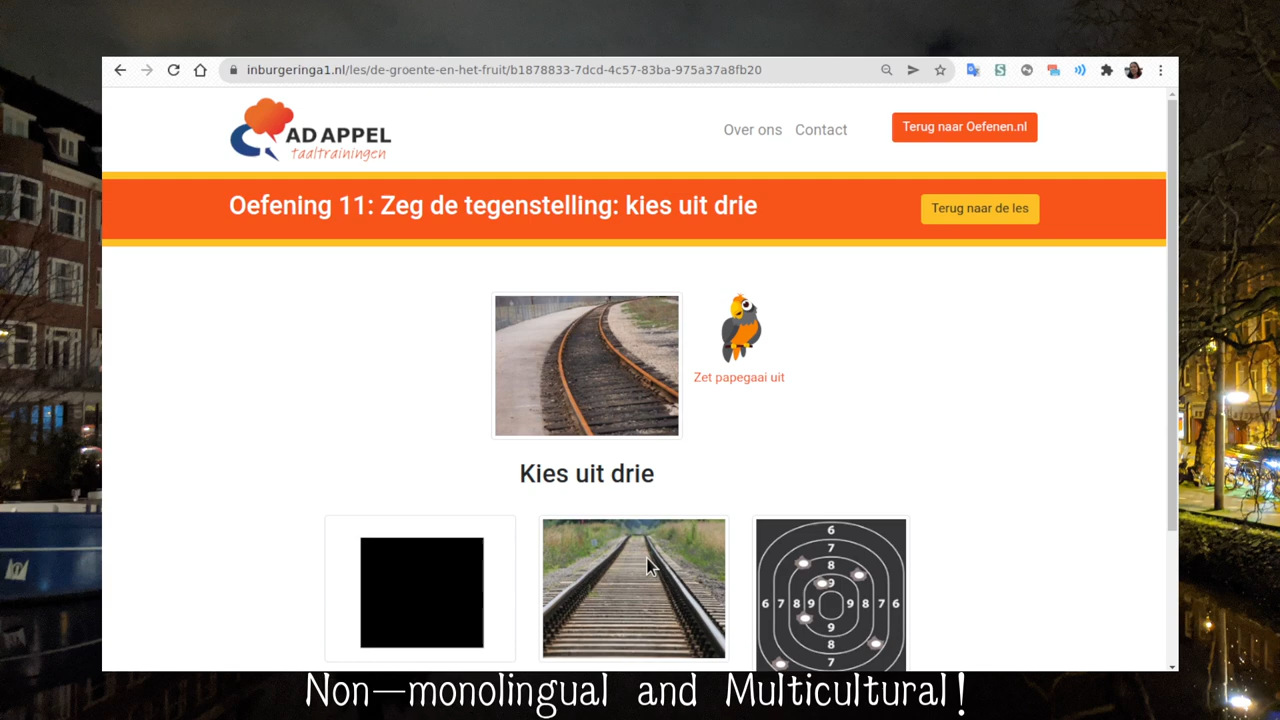 inburgeringa1.nl/les/de-groente-en-het-fruit/b1878833-7dcd-4c57-83ba-975a37a8fb20
AD APPEL
taaltrainingen
Over ons Contact
Terug naar Oefenen.nl
Oefening 11: Zeg de tegenstelling: kies uit drie
Terug naar de les
Zet papegaai uit
Kies uit drie
6
7
8
9
6 7 8 9 9 8 7 6
9
8
7
Non-monolingual and Multicultural!